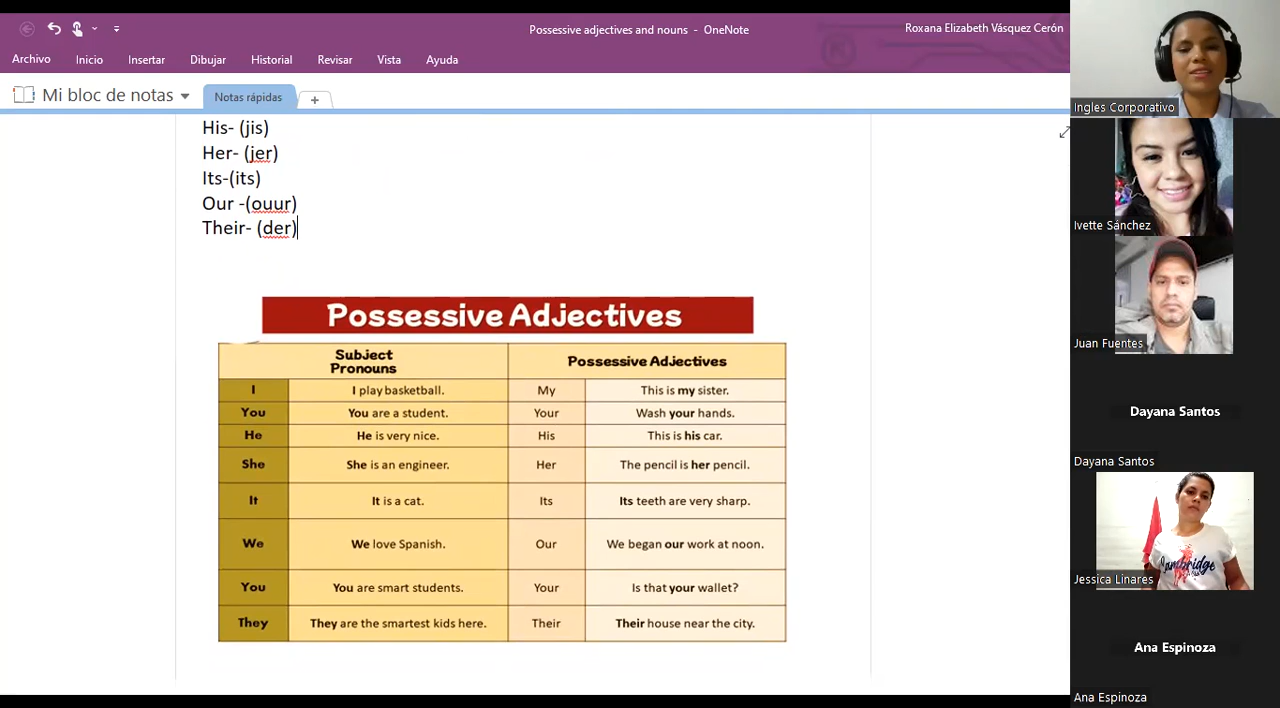 Possessive adjectives and nouns - OneNote
Roxana Elizabeth Vásquez Cerón
Archivo Inicio Insertar Dibujar Historial Revisar Vista Ayuda
Mi bloc de notas Notas rápidas
His- (jis)
Her- (jer)
Its-(its)
Our -(ouur)
Their- (der)
Possessive Adjectives
Subject
Pronouns
Possessive Adjectives
I I play basketball. My This is my sister.
You You are a student. Your Wash your hands.
He He is very nice. His This is his car.
She She is an engineer. Her The pencil is her pencil.
It It is a cat. Its Its teeth are very sharp.
We We love Spanish. Our We began our work at noon.
You You are smart students. Your Is that your wallet?
They They are the smartest kids here. Their Their house near the city.
Ingles Corporativo
Ivette Sánchez
Juan Fuentes
Dayana Santos
Dayana Santos
Cambridge
Jessica Linares
Ana Espinoza
Ana Espinoza